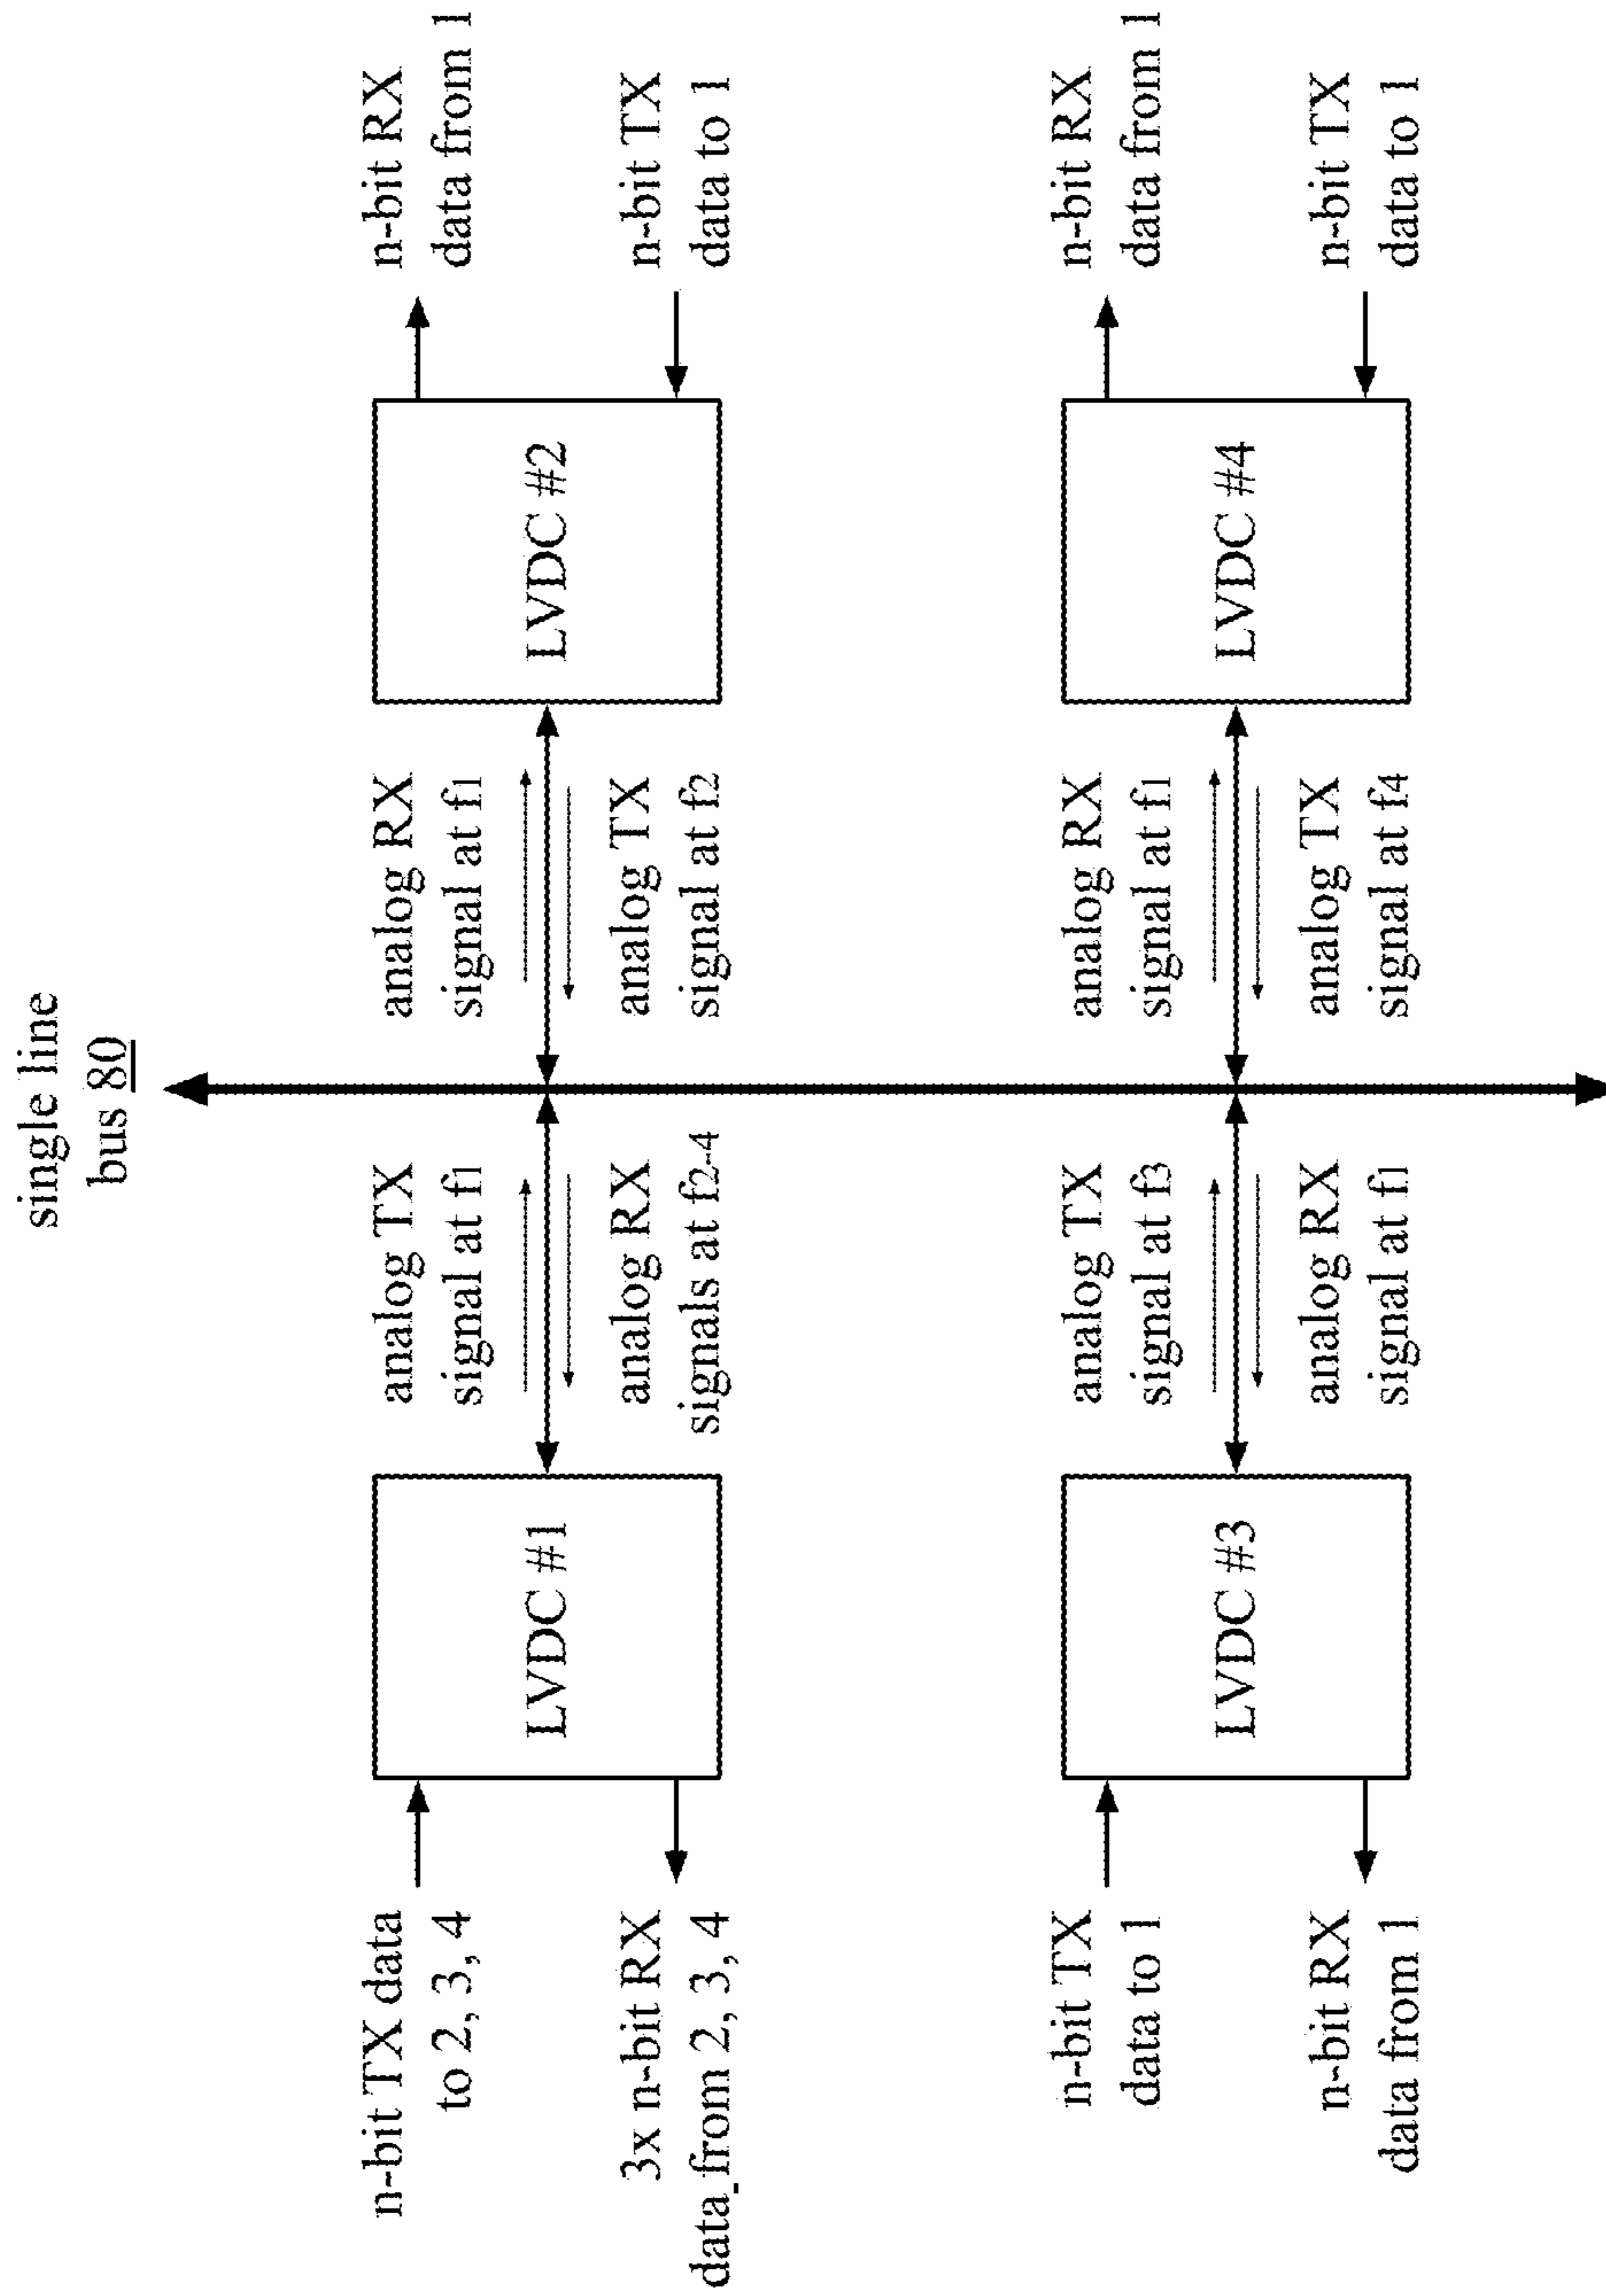 single line
bus 80
n-bit TX data
to 2, 3, 4
3x n-bit RX
data from 2, 3, 4
LVDC #1
analog TX
signal at f1
analog RX
signals at f2-4
analog RX
signal at f1
analog TX
signal at f2
LVDC #2
n-bit RX
data from 1
n-bit TX
data to 1
n-bit TX
data to 1
n-bit RX
data from 1
LVDC #3
analog TX
signal at f3
analog RX
signal at f1
analog RX
signal at f1
analog TX
signal at f4
LVDC #4
n-bit RX
data from 1
n-bit TX
data to 1